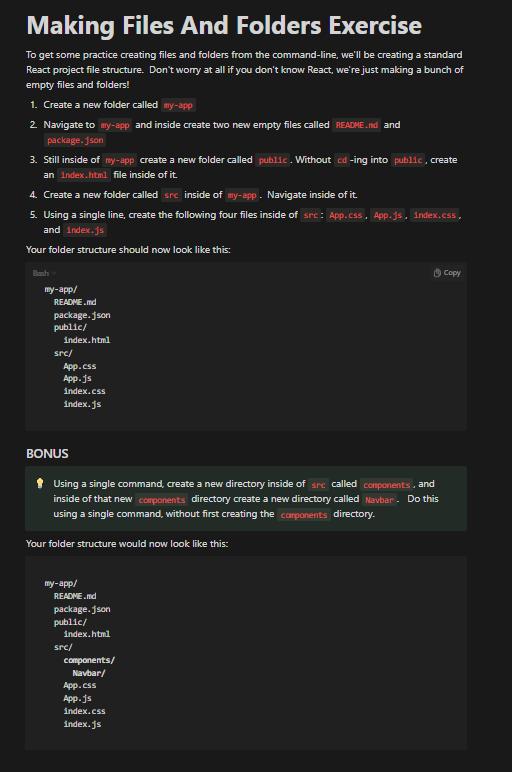 Making Files And Folders Exercise
To get some practice creating files and folders from the command-line, we'll be creating a standard
React project file structure.  Don't worry at all if you don't know React, we're just making a bunch of
empty files and folders!
1. Create a new folder called my-app
2. Navigate to my-app and inside create two new empty files called README.md and
package.json
3. Still inside of my-app create a new folder called public. Without cd -ing into public, create
an index.html file inside of it.
4. Create a new folder called src inside of my-app.  Navigate inside of it.
5. Using a single line, create the following four files inside of src: App.css, App.js, index.css,
and index.js
Your folder structure should now look like this:
Bash
Copy
my-app/
  README.md
  package.json
  public/
    index.html
  src/
    App.css
    App.js
    index.css
    index.js
BONUS
💡 Using a single command, create a new directory inside of src called components, and
inside of that new components directory create a new directory called Navbar.  Do this
using a single command, without first creating the components directory.
Your folder structure would now look like this:
my-app/
  README.md
  package.json
  public/
    index.html
  src/
    components/
      Navbar/
    App.css
    App.js
    index.css
    index.js